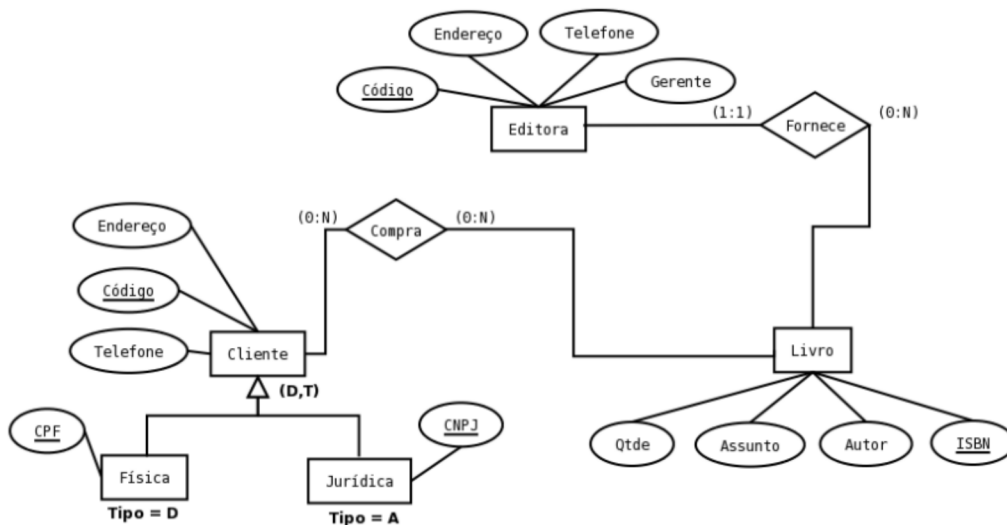 Endereço
Telefone
Código
Gerente
Editora
(1:1)
Fornece
(0:N)
Endereço
(0:N)
Compra
(0:N)
Código
Telefone
Cliente
Livro
(D,T)
CPF
CNPJ
Qtde
Assunto
Autor
ISBN
Física
Jurídica
Tipo = D
Tipo = A